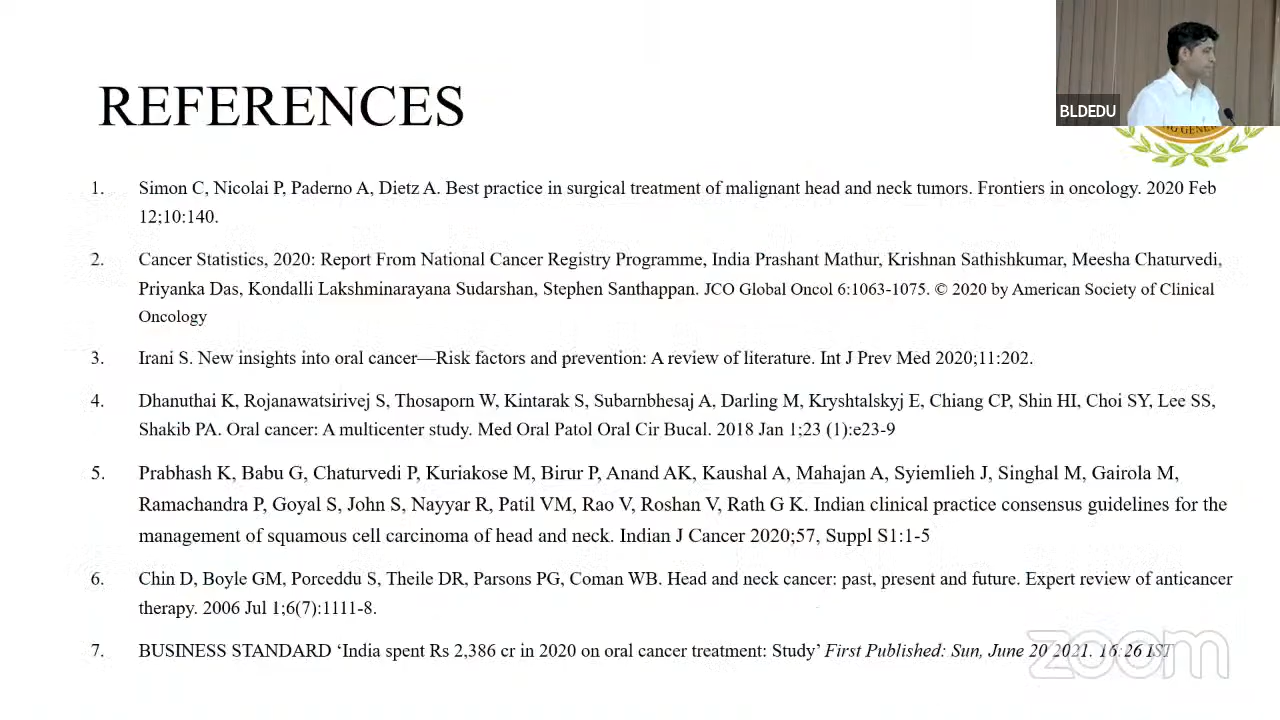 REFERENCES
BLDEDU
1. Simon C, Nicolai P, Paderno A, Dietz A. Best practice in surgical treatment of malignant head and neck tumors. Frontiers in oncology. 2020 Feb
12;10:140.
2. Cancer Statistics, 2020: Report From National Cancer Registry Programme, India Prashant Mathur, Krishnan Sathishkumar, Meesha Chaturvedi,
Priyanka Das, Kondalli Lakshminarayana Sudarshan, Stephen Santhappan. JCO Global Oncol 6:1063-1075. © 2020 by American Society of Clinical
Oncology
3. Irani S. New insights into oral cancer—Risk factors and prevention: A review of literature. Int J Prev Med 2020;11:202.
4. Dhanuthai K, Rojanawatsirivej S, Thosaporn W, Kintarak S, Subarnbhesaj A, Darling M, Kryshtalskyj E, Chiang CP, Shin HI, Choi SY, Lee SS,
Shakib PA. Oral cancer: A multicenter study. Med Oral Patol Oral Cir Bucal. 2018 Jan 1;23 (1):e23-9
5. Prabhash K, Babu G, Chaturvedi P, Kuriakose M, Birur P, Anand AK, Kaushal A, Mahajan A, Syiemlieh J, Singhal M, Gairola M,
Ramachandra P, Goyal S, John S, Nayyar R, Patil VM, Rao V, Roshan V, Rath G K. Indian clinical practice consensus guidelines for the
management of squamous cell carcinoma of head and neck. Indian J Cancer 2020;57, Suppl S1:1-5
6. Chin D, Boyle GM, Porceddu S, Theile DR, Parsons PG, Coman WB. Head and neck cancer: past, present and future. Expert review of anticancer
therapy. 2006 Jul 1;6(7):1111-8.
7. BUSINESS STANDARD ‘India spent Rs 2,386 cr in 2020 on oral cancer treatment: Study’ First Published: Sun, June 20 2021. 16:26 IST
zoom